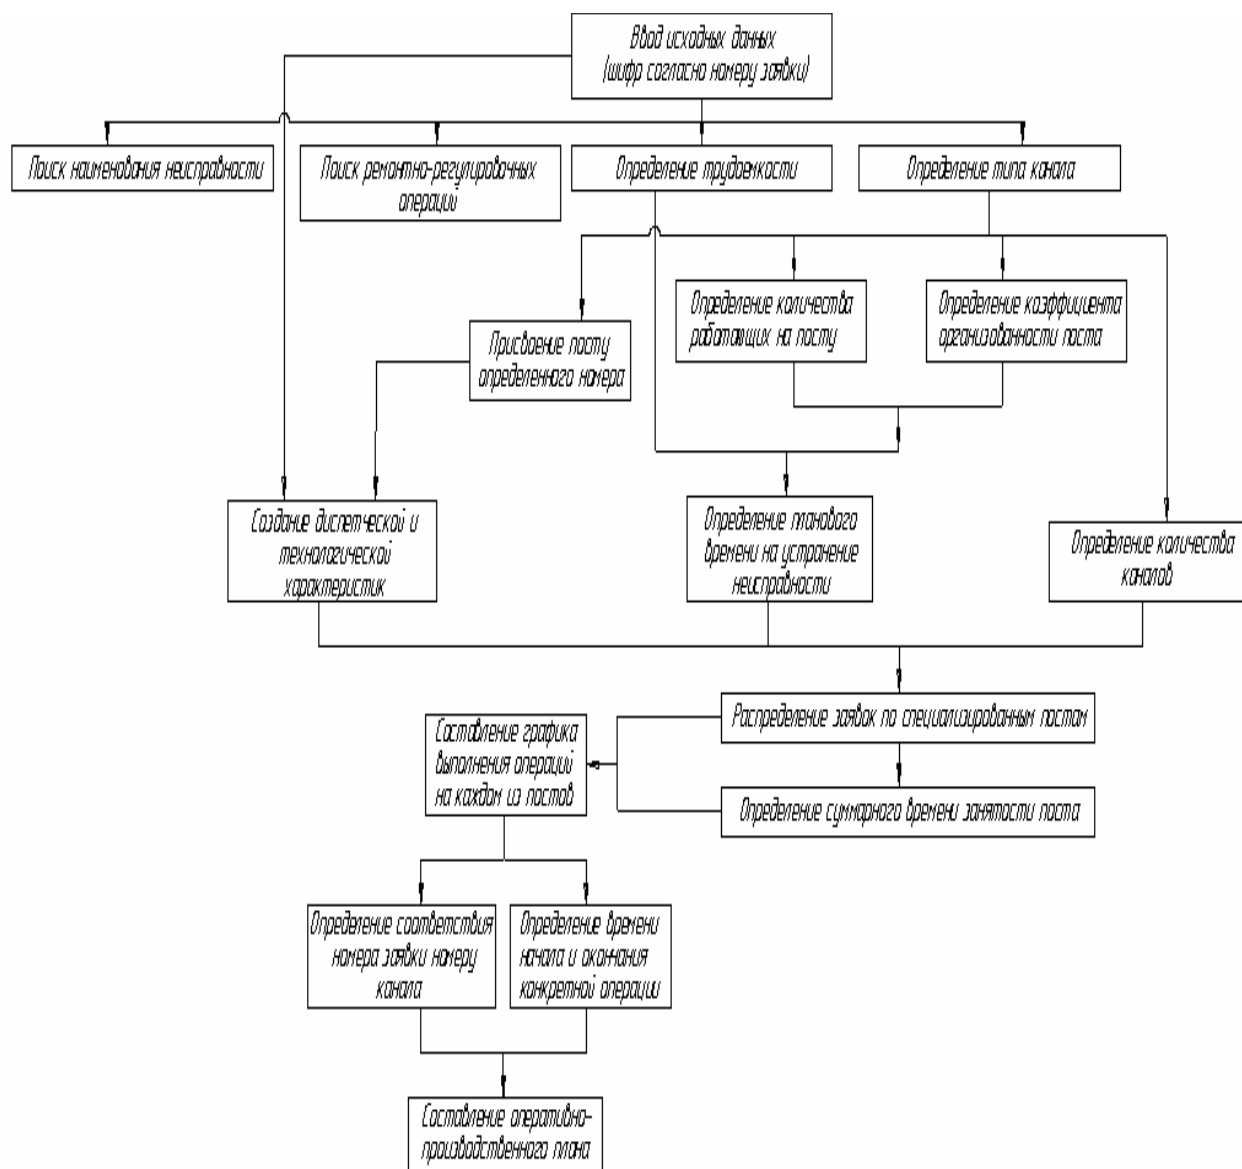 Ввод исходных данных
(шифр согласно номеру заявки)
Поиск наименования неисправности
Поиск ремонтно-регулировочных
операций
Определение трудоемкости
Определение типа канала
Определение количества
работающих на посту
Определение коэффициента
организованности поста
Присвоение посту
определенного номера
Создание диспетческой и
технологической
характеристик
Определение планового
времени на устранение
неисправности
Определение количества
каналов
Распределение заявок по специализированным постам
Составление графика
выполнения операций
на каждом из постов
Определение суммарного времени занятости поста
Определение соответствия
номера заявки номеру
канала
Определение времени
начала и окончания
конкретной операции
Составление оперативно-
производственного плана